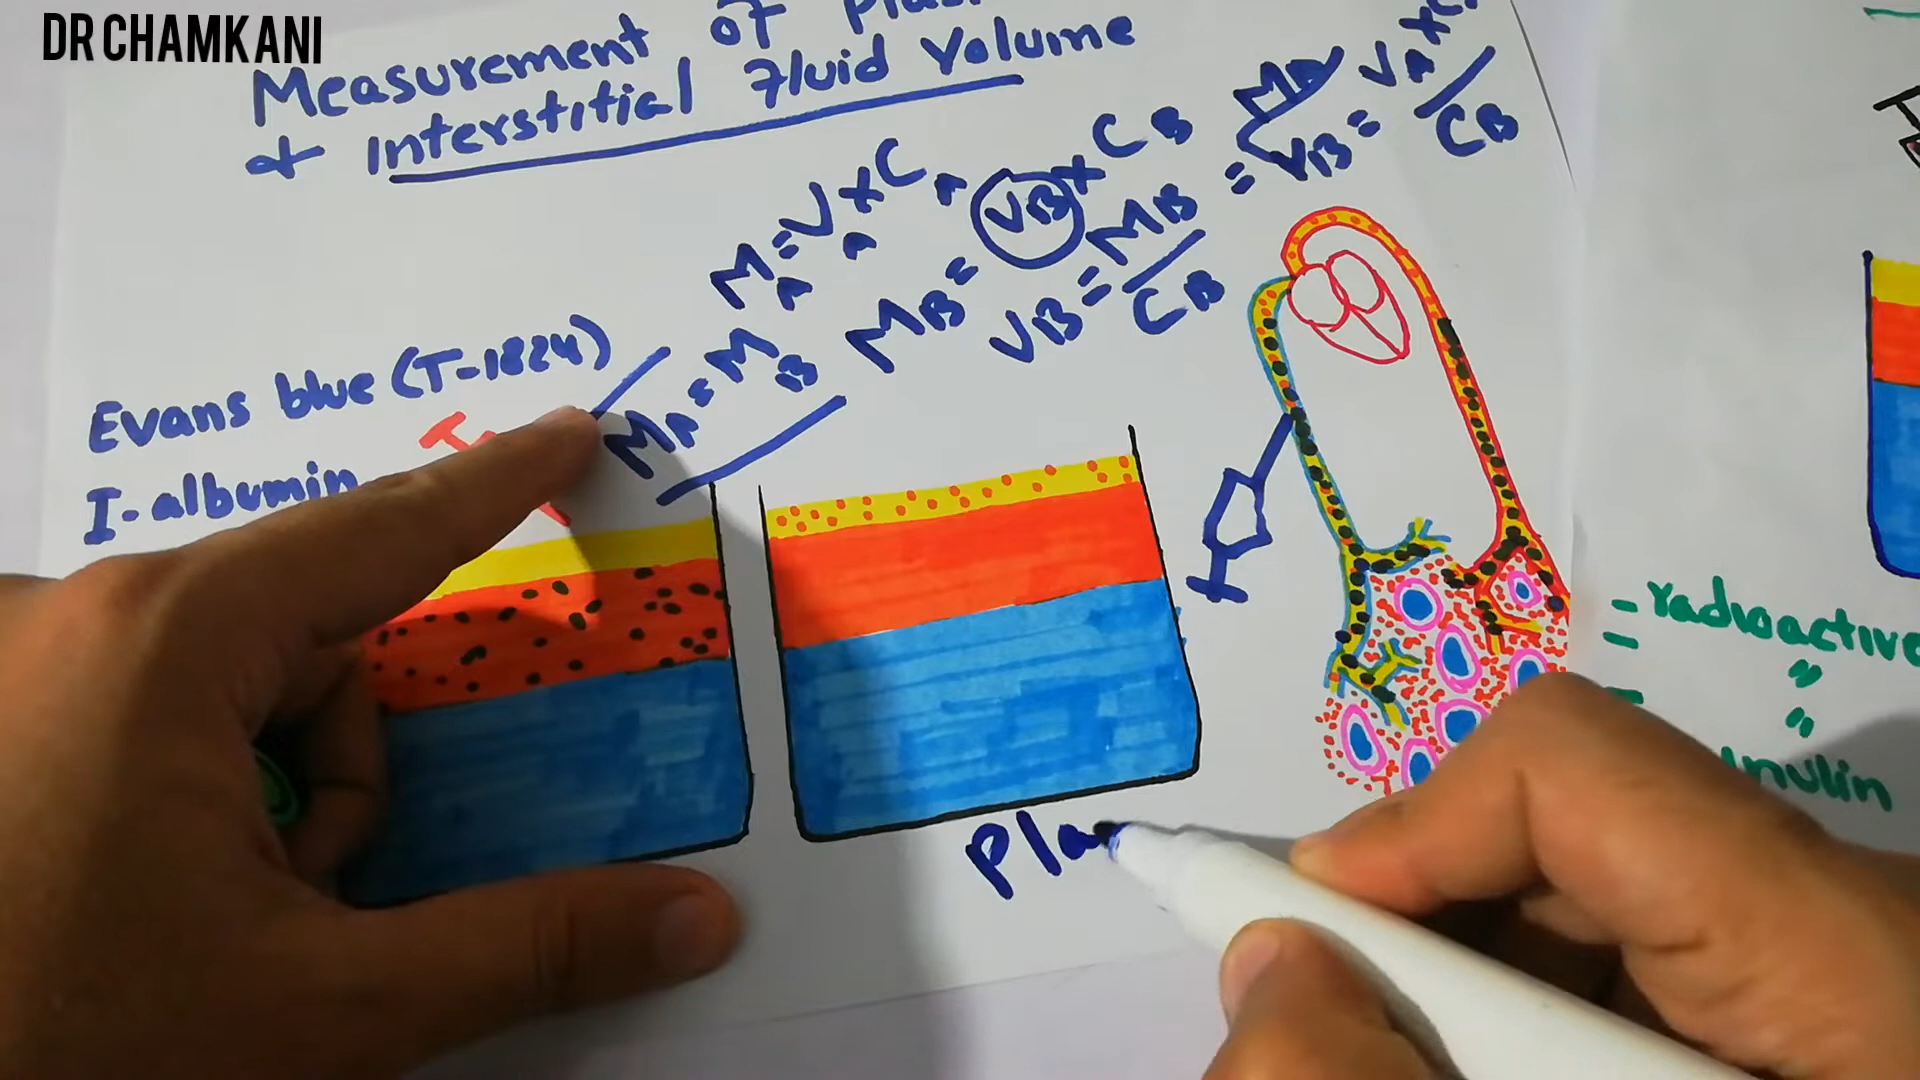 DR CHAMKANI
Measurement of
& Interstitial Fluid Volume
Evans blue (T-1824)
I-albumin
MA = VA × CA
MA = MB
MB = VB × CB
VB = MB / CB
= VB = VA × / CB
Pla
- radioactive
= "
- "
inulin